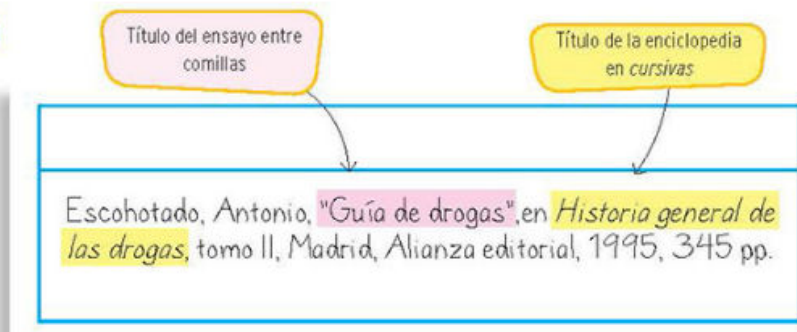 Título del ensayo entre
comillas
Título de la enciclopedia
en cursivas
Escohotado, Antonio, "Guía de drogas",en Historia general de
las drogas, tomo II, Madrid, Alianza editorial, 1995, 345 pp.